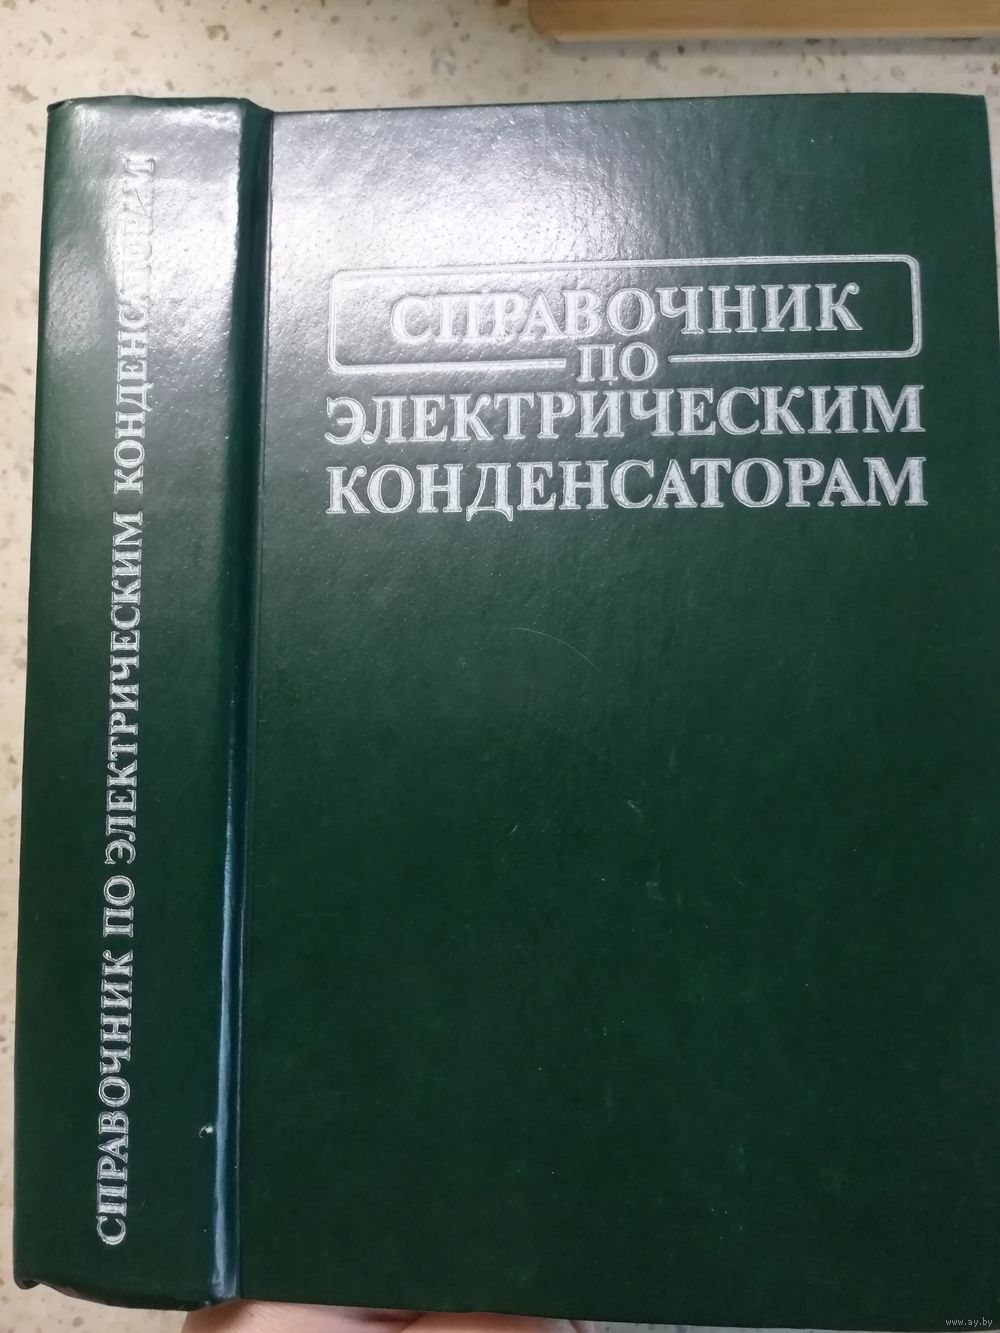 СПРАВОЧНИК ПО ЭЛЕКТРИЧЕСКИМ КОНДЕНСАТОРАМ
СПРАВОЧНИК
ПО
ЭЛЕКТРИЧЕСКИМ
КОНДЕНСАТОРАМ
www.ay.by